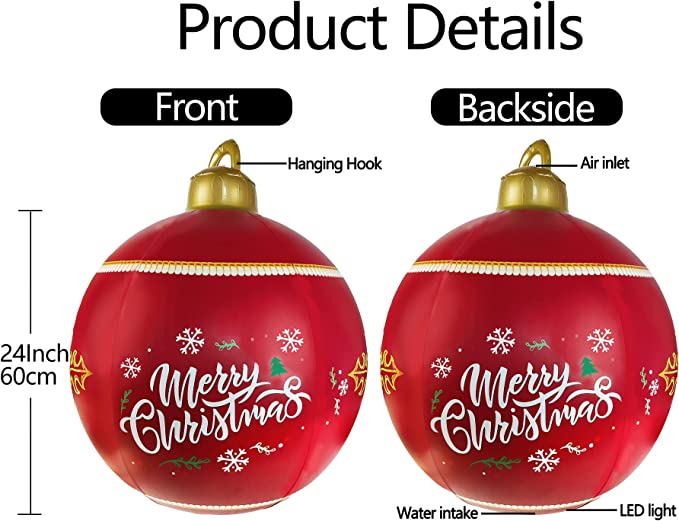 Product Details
Front
Backside
Hanging Hook
Air inlet
24Inch
60cm
Merry
Christmas
Merry
Christmas
Water intake
LED light